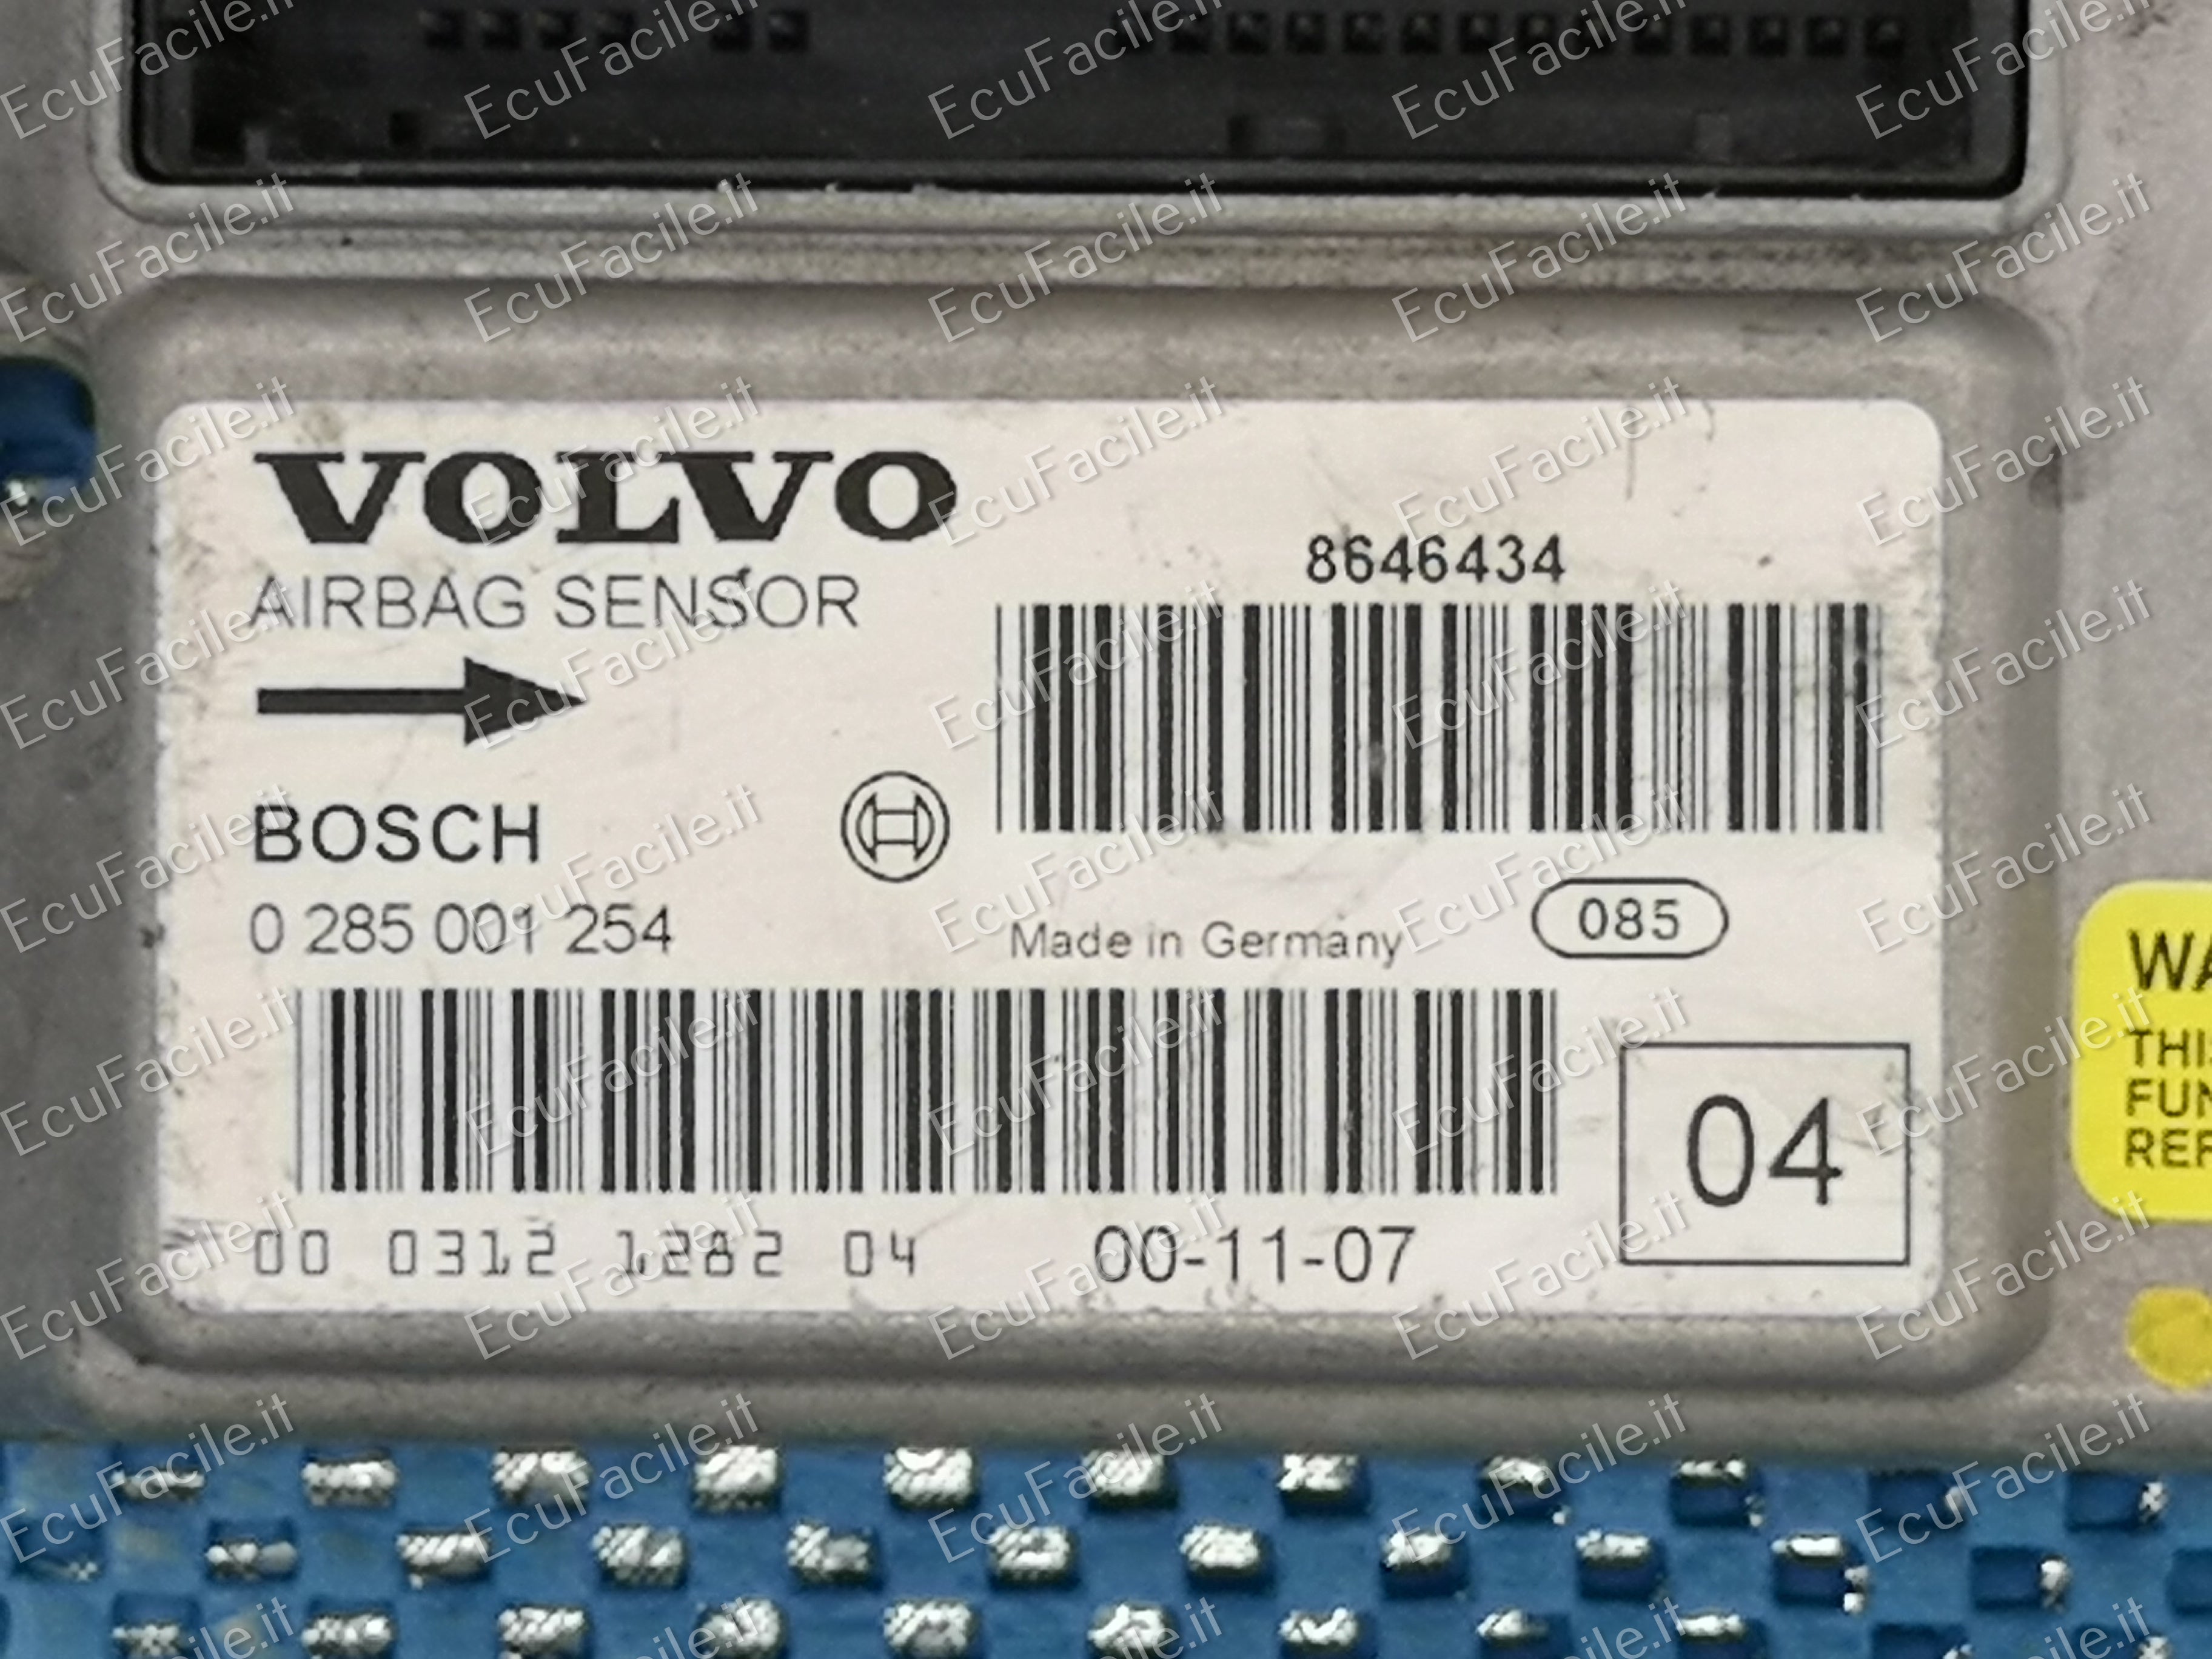 VOLVO
AIRBAG SENSOR
8646434
BOSCH
0 285 001 254
Made in Germany
085
04
00 0312 1282 04
00-11-07
WA
THI
FUN
REF
EcuFacile.it